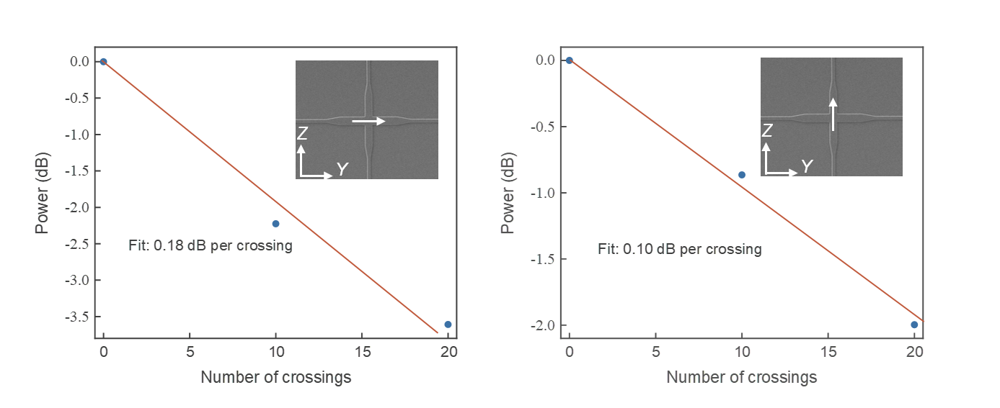 0.0
-0.5
-1.0
-1.5
-2.0
-2.5
-3.0
-3.5
Power (dB)
Z
Y
Fit: 0.18 dB per crossing
0 5 10 15 20
Number of crossings
0.0
-0.5
-1.0
-1.5
-2.0
Power (dB)
Z
Y
Fit: 0.10 dB per crossing
0 5 10 15 20
Number of crossings